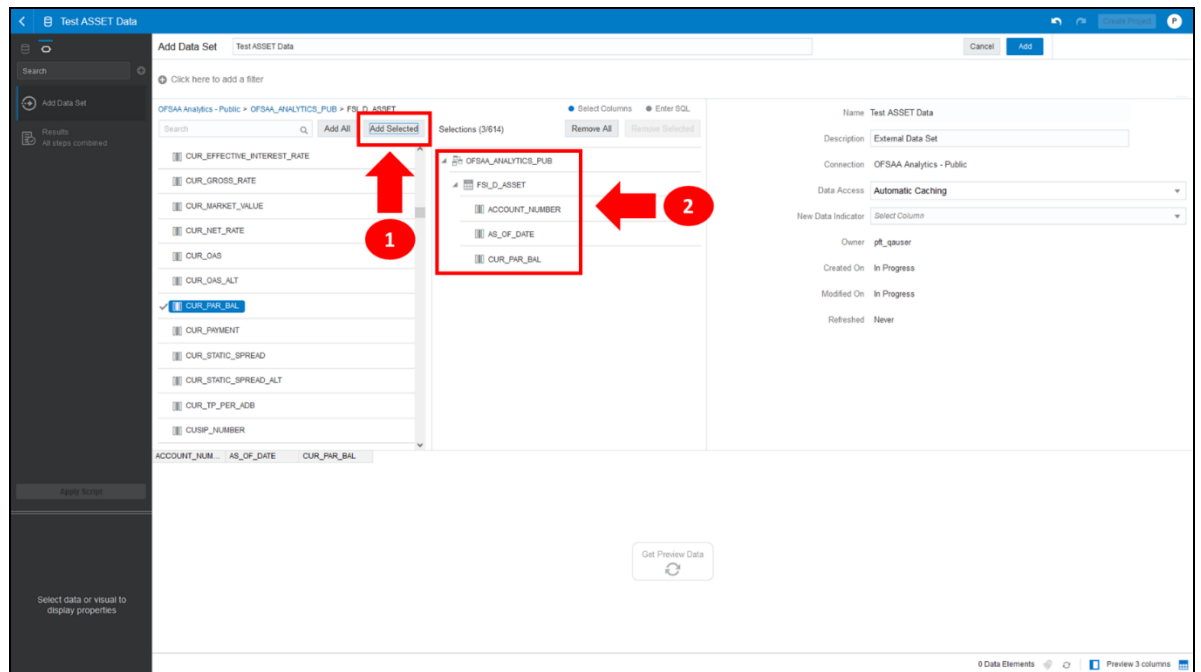 Test ASSET Data
Create Project
P
Search
Add Data Set
Results
All steps combined
Apply Script
Select data or visual to
display properties
Add Data Set
Test ASSET Data
Cancel
Add
Click here to add a filter
OFSAA Analytics - Public > OFSAA_ANALYTICS_PUB > FSI_D_ASSET
Select Columns
Enter SQL
Search
Add All
Add Selected
Selections (3/614)
Remove All
Remove Selected
CUR_EFFECTIVE_INTEREST_RATE
CUR_GROSS_RATE
CUR_MARKET_VALUE
CUR_NET_RATE
CUR_OAS
CUR_OAS_ALT
CUR_PAR_BAL
CUR_PAYMENT
CUR_STATIC_SPREAD
CUR_STATIC_SPREAD_ALT
CUR_TP_PER_ADB
CUSIP_NUMBER
1
OFSAA_ANALYTICS_PUB
FSI_D_ASSET
ACCOUNT_NUMBER
AS_OF_DATE
CUR_PAR_BAL
2
Name Test ASSET Data
Description External Data Set
Connection OFSAA Analytics - Public
Data Access Automatic Caching
New Data Indicator Select Column
Owner pft_qauser
Created On In Progress
Modified On In Progress
Refreshed Never
ACCOUNT_NUM... AS_OF_DATE CUR_PAR_BAL
Get Preview Data
0 Data Elements
Preview 3 columns